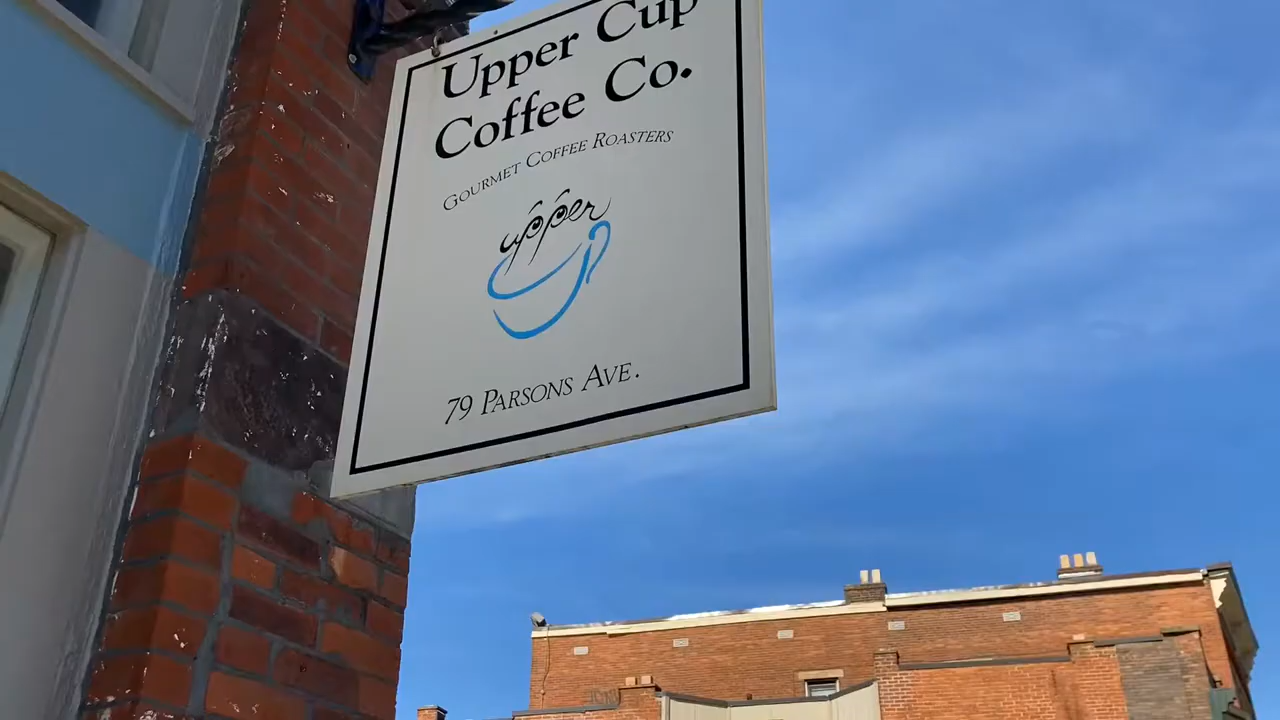 Upper Cup
Coffee Co.
GOURMET COFFEE ROASTERS
upper
79 PARSONS AVE.